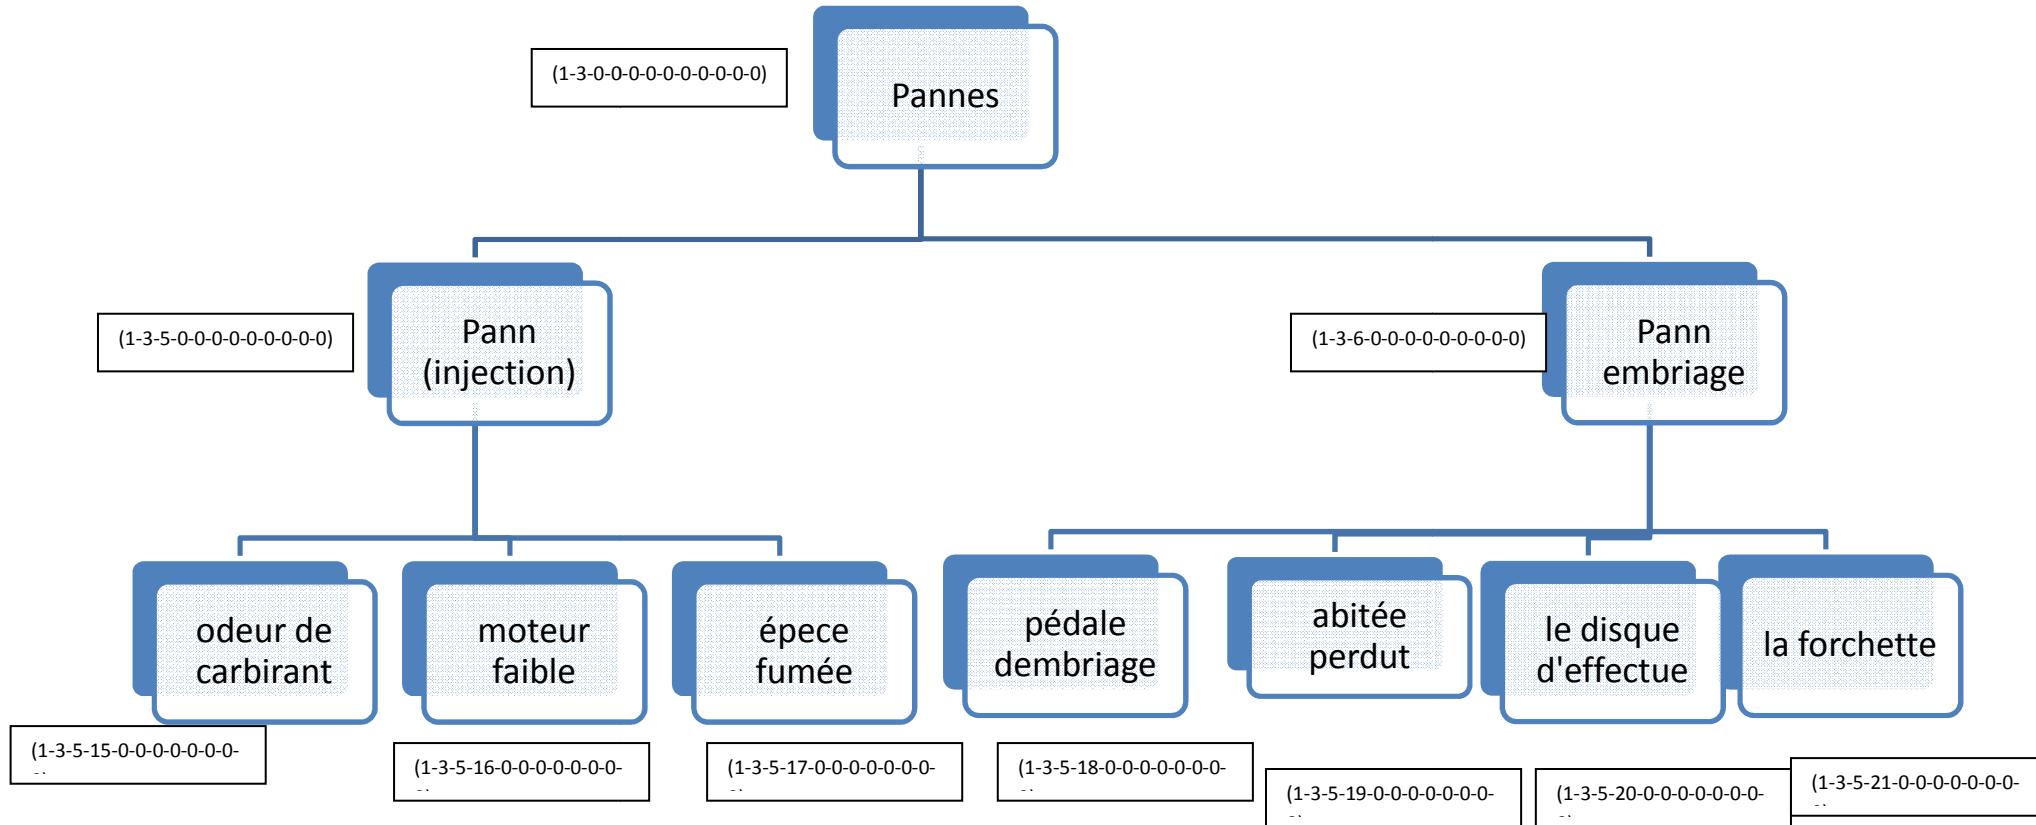 (1-3-0-0-0-0-0-0-0-0-0-0)
Pannes
(1-3-5-0-0-0-0-0-0-0-0-0)
Pann
(injection)
(1-3-6-0-0-0-0-0-0-0-0-0)
Pann
embriage
odeur de
carbirant
moteur
faible
épece
fumée
pédale
dembriage
abitée
perdut
le disque
d'effectue
la forchette
(1-3-5-15-0-0-0-0-0-0-0-
(1-3-5-16-0-0-0-0-0-0-0-
(1-3-5-17-0-0-0-0-0-0-0-
(1-3-5-18-0-0-0-0-0-0-0-
(1-3-5-19-0-0-0-0-0-0-0-
(1-3-5-20-0-0-0-0-0-0-0-
(1-3-5-21-0-0-0-0-0-0-0-